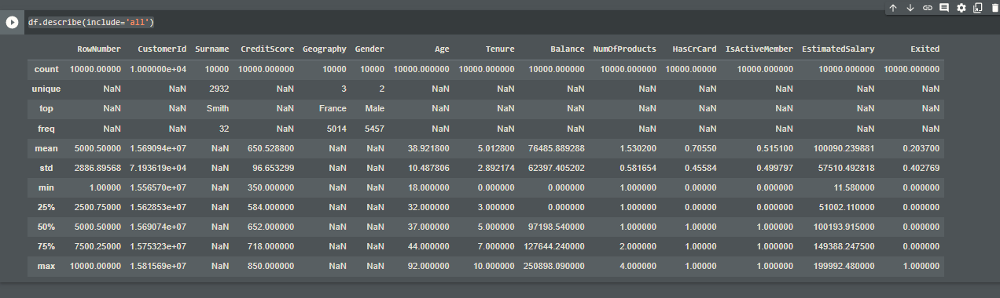 df.describe(include='all')
RowNumber CustomerId Surname CreditScore Geography Gender Age Tenure Balance NumOfProducts HasCrCard IsActiveMember EstimatedSalary Exited
count 10000.00000 1.000000e+04 10000 10000.000000 10000 10000 10000.000000 10000.000000 10000.000000 10000.000000 10000.00000 10000.000000 10000.000000 10000.000000
unique NaN NaN 2932 NaN 3 2 NaN NaN NaN NaN NaN NaN NaN NaN
top NaN NaN Smith NaN France Male NaN NaN NaN NaN NaN NaN NaN NaN
freq NaN NaN 32 NaN 5014 5457 NaN NaN NaN NaN NaN NaN NaN NaN
mean 5000.50000 1.569094e+07 NaN 650.528800 NaN NaN 38.921800 5.012800 76485.889288 1.530200 0.70550 0.515100 100090.239881 0.203700
std 2886.89568 7.193619e+04 NaN 96.653299 NaN NaN 10.487806 2.892174 62397.405202 0.581654 0.45584 0.499797 57510.492818 0.402769
min 1.00000 1.556570e+07 NaN 350.000000 NaN NaN 18.000000 0.000000 0.000000 1.000000 0.00000 0.000000 11.580000 0.000000
25% 2500.75000 1.562853e+07 NaN 584.000000 NaN NaN 32.000000 3.000000 0.000000 1.000000 0.00000 0.000000 51002.110000 0.000000
50% 5000.50000 1.569074e+07 NaN 652.000000 NaN NaN 37.000000 5.000000 97198.540000 1.000000 1.00000 1.000000 100193.915000 0.000000
75% 7500.25000 1.575323e+07 NaN 718.000000 NaN NaN 44.000000 7.000000 127644.240000 2.000000 1.00000 1.000000 149388.247500 0.000000
max 10000.00000 1.581569e+07 NaN 850.000000 NaN NaN 92.000000 10.000000 250898.090000 4.000000 1.00000 1.000000 199992.480000 1.000000